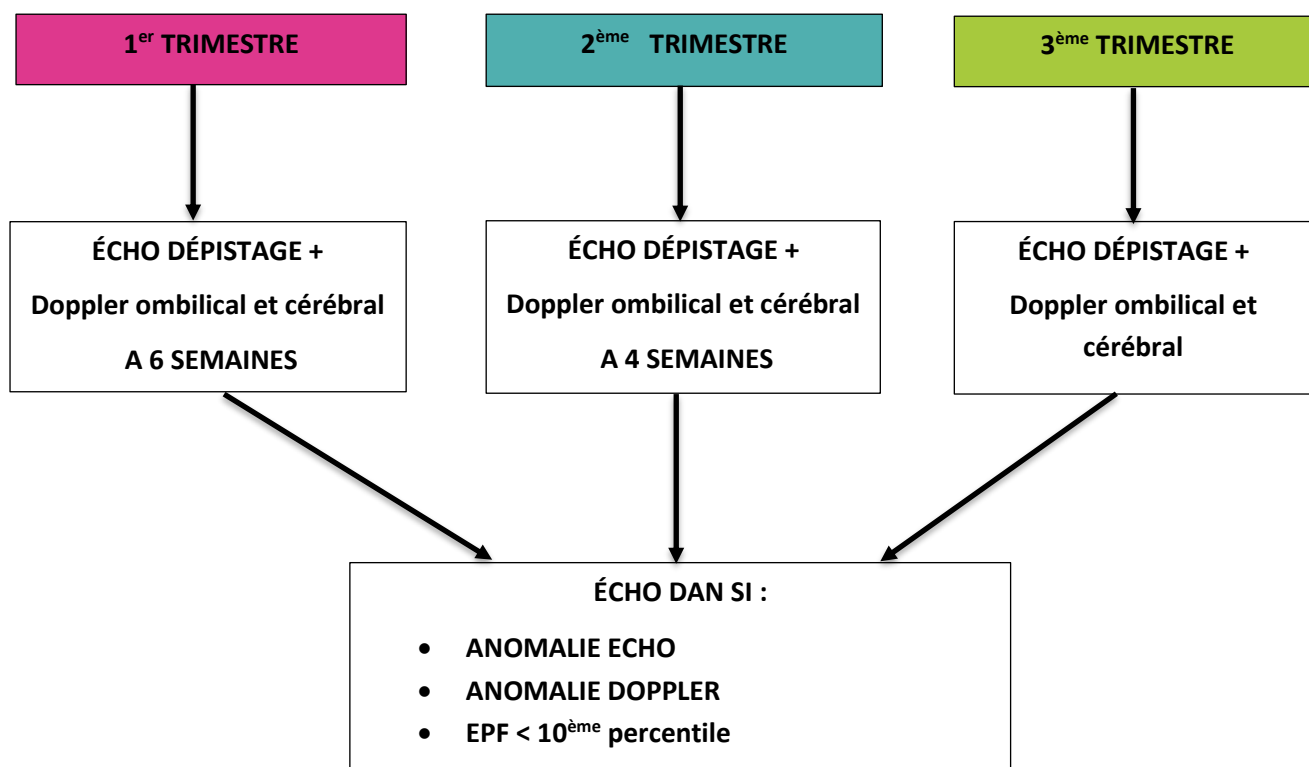 1er TRIMESTRE
2ème TRIMESTRE
3ème TRIMESTRE
ÉCHO DÉPISTAGE +
Doppler ombilical et cérébral
A 6 SEMAINES
ÉCHO DÉPISTAGE +
Doppler ombilical et cérébral
A 4 SEMAINES
ÉCHO DÉPISTAGE +
Doppler ombilical et
cérébral
ÉCHO DAN SI :
• ANOMALIE ECHO
• ANOMALIE DOPPLER
• EPF < 10ème percentile